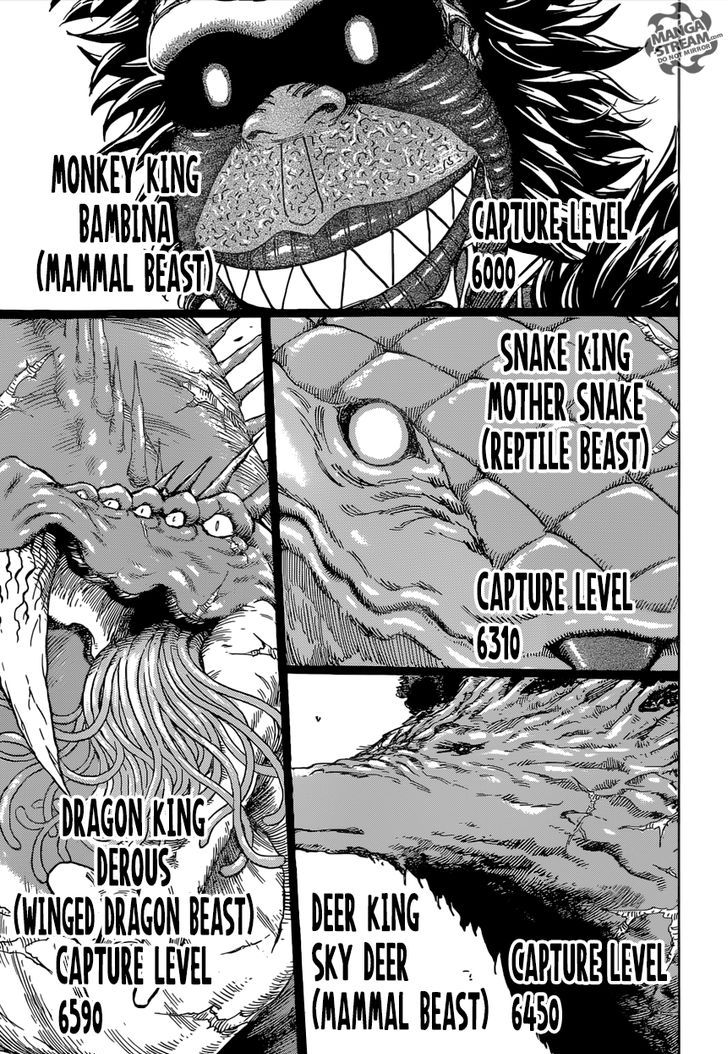 MANGA
STREAM.com
DO NOT MIRROR
MONKEY KING
BAMBINA
(MAMMAL BEAST)
CAPTURE LEVEL
6000
SNAKE KING
MOTHER SNAKE
(REPTILE BEAST)
CAPTURE LEVEL
6310
DRAGON KING
DEROUS
(WINGED DRAGON BEAST)
CAPTURE LEVEL
6590
DEER KING
SKY DEER
(MAMMAL BEAST)
CAPTURE LEVEL
6450